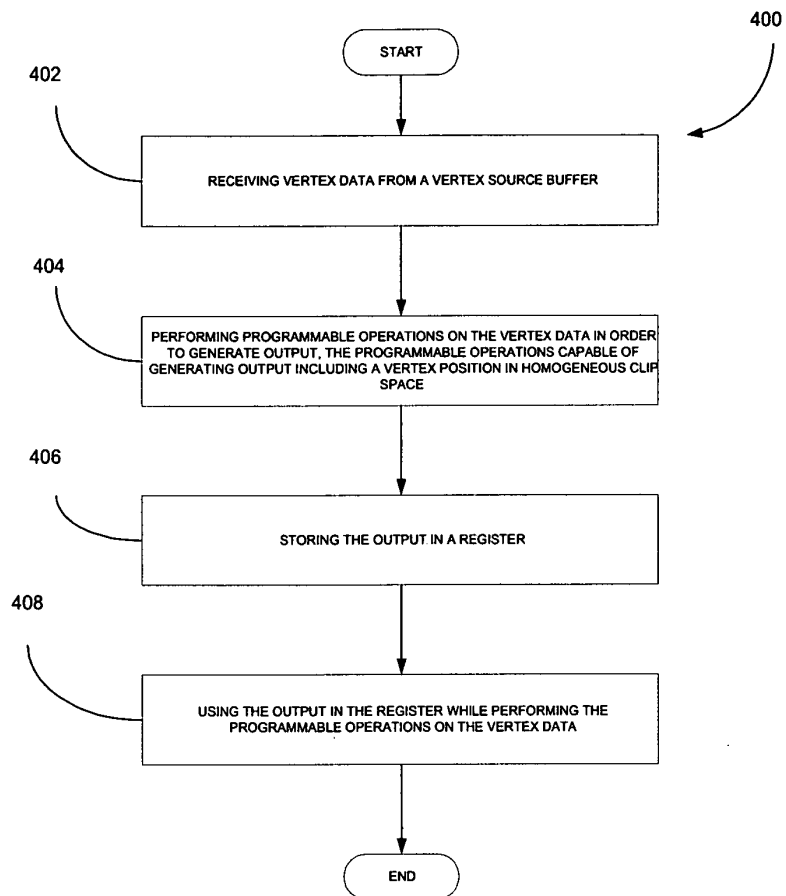 400
START
402
RECEIVING VERTEX DATA FROM A VERTEX SOURCE BUFFER
404
PERFORMING PROGRAMMABLE OPERATIONS ON THE VERTEX DATA IN ORDER
TO GENERATE OUTPUT, THE PROGRAMMABLE OPERATIONS CAPABLE OF
GENERATING OUTPUT INCLUDING A VERTEX POSITION IN HOMOGENEOUS CLIP
SPACE
406
STORING THE OUTPUT IN A REGISTER
408
USING THE OUTPUT IN THE REGISTER WHILE PERFORMING THE
PROGRAMMABLE OPERATIONS ON THE VERTEX DATA
END